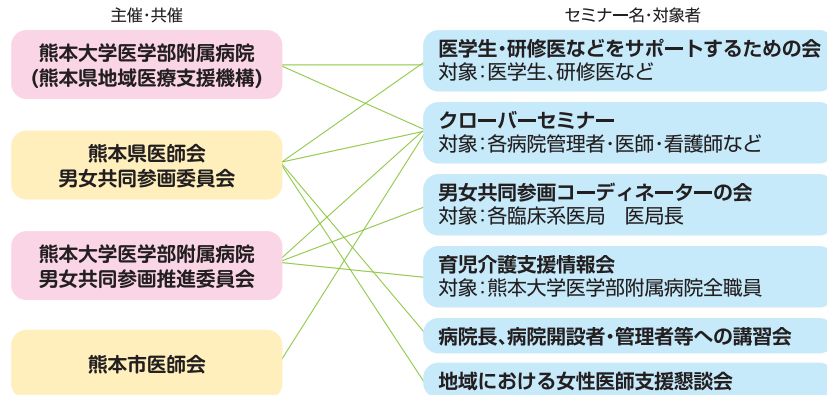 主催・共催
熊本大学医学部附属病院
(熊本県地域医療支援機構)
熊本県医師会
男女共同参画委員会
熊本大学医学部附属病院
男女共同参画推進委員会
熊本市医師会
セミナー名・対象者
医学生・研修医などをサポートするための会
対象：医学生、研修医など
クローバーセミナー
対象：各病院管理者・医師・看護師など
男女共同参画コーディネーターの会
対象：各臨床系医局　医局長
育児介護支援情報会
対象：熊本大学医学部附属病院全職員
病院長、病院開設者・管理者等への講習会
地域における女性医師支援懇談会